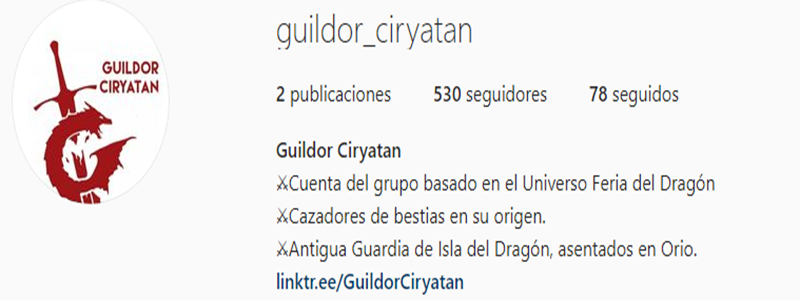 GUILDOR
CIRYATAN
guildor_ciryatan
2 publicaciones 530 seguidores 78 seguidos
Guildor Ciryatan
⚔Cuenta del grupo basado en el Universo Feria del Dragón
⚔Cazadores de bestias en su origen.
⚔Antigua Guardia de Isla del Dragón, asentados en Orio.
linktr.ee/GuildorCiryatan